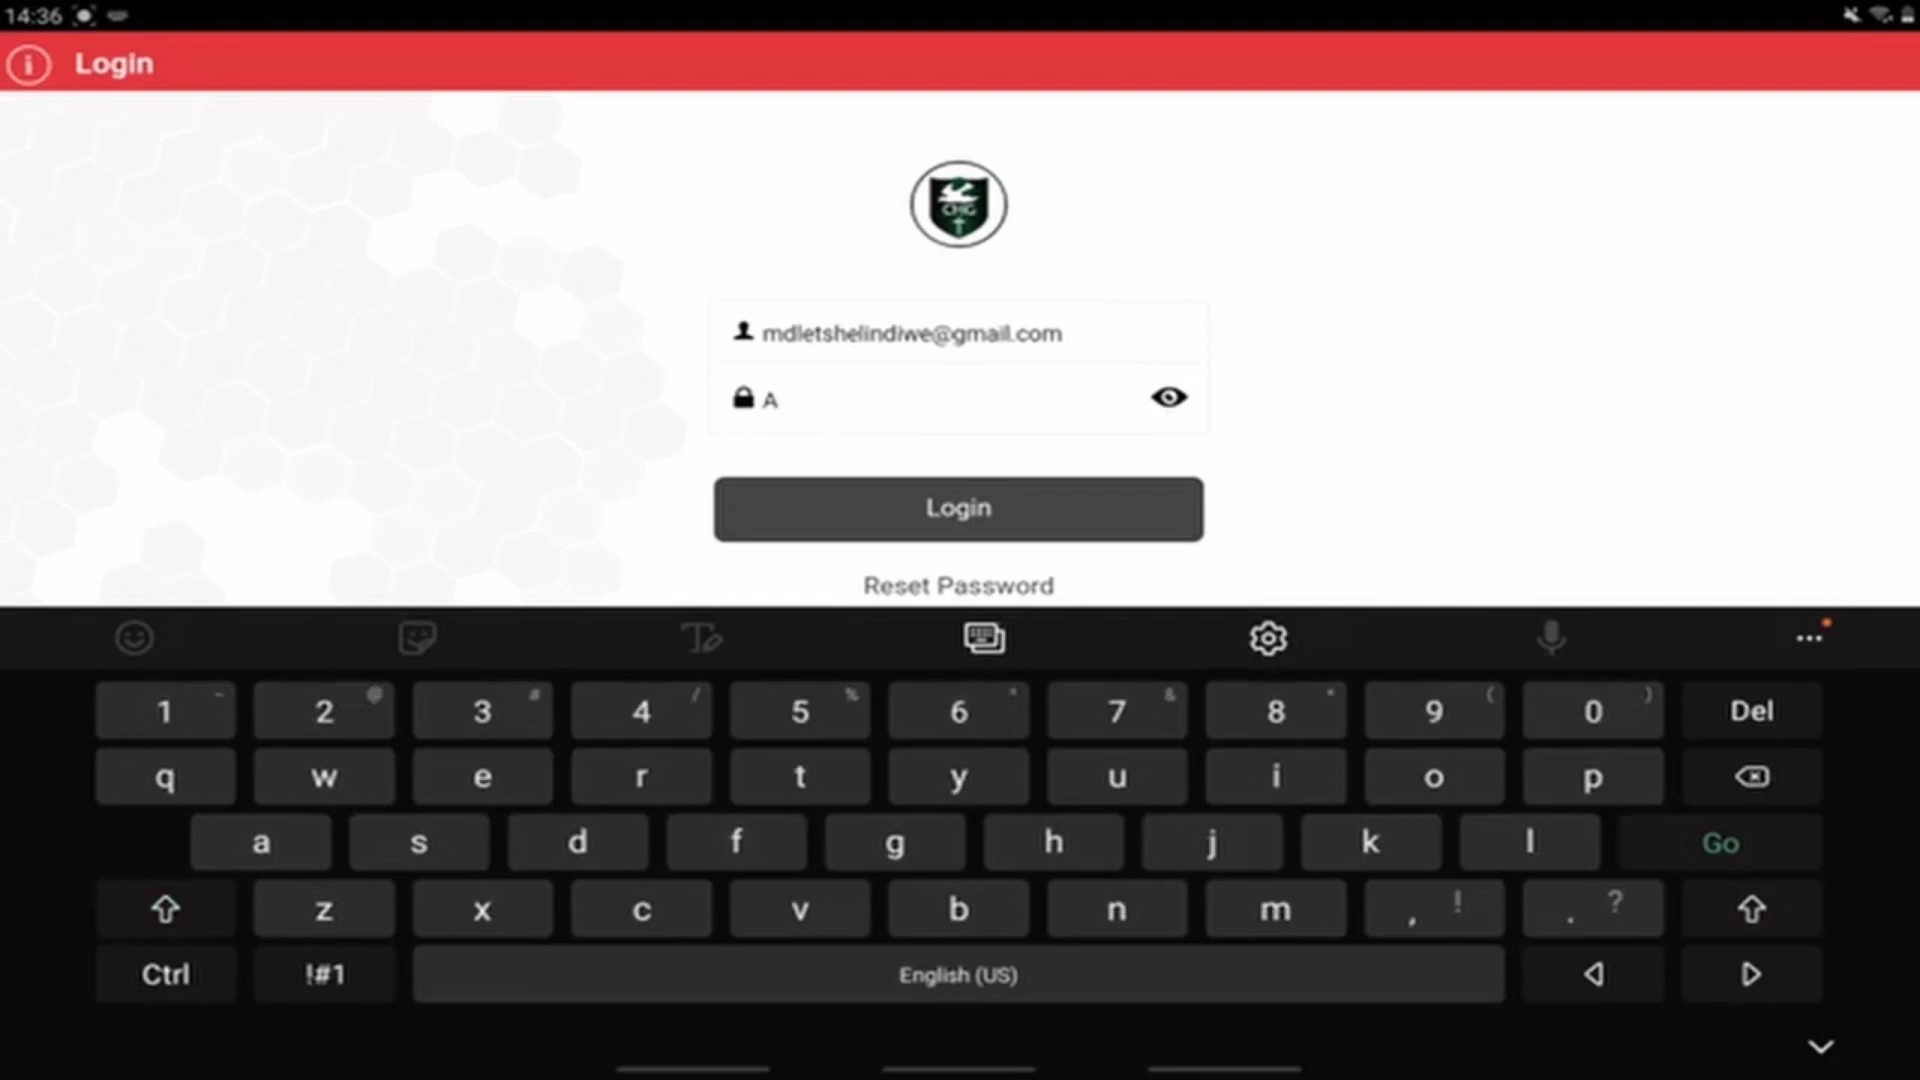 14:36
Login
CHG
mdletshelindiwe@gmail.com
A
Login
Reset Password
1 2 @ 3 # 4 / 5 % 6 ^ 7 & 8 * 9 ( 0 ) Del
q w e r t y u i o p
a s d f g h j k l Go
z x c v b n m , ! . ?
Ctrl !#1 English (US)